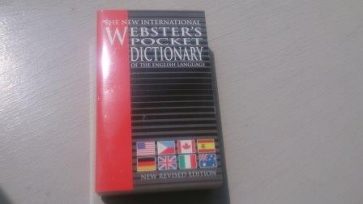 THE NEW INTERNATIONAL
WEBSTER'S
POCKET
DICTIONARY
OF THE ENGLISH LANGUAGE
NEW REVISED EDITION